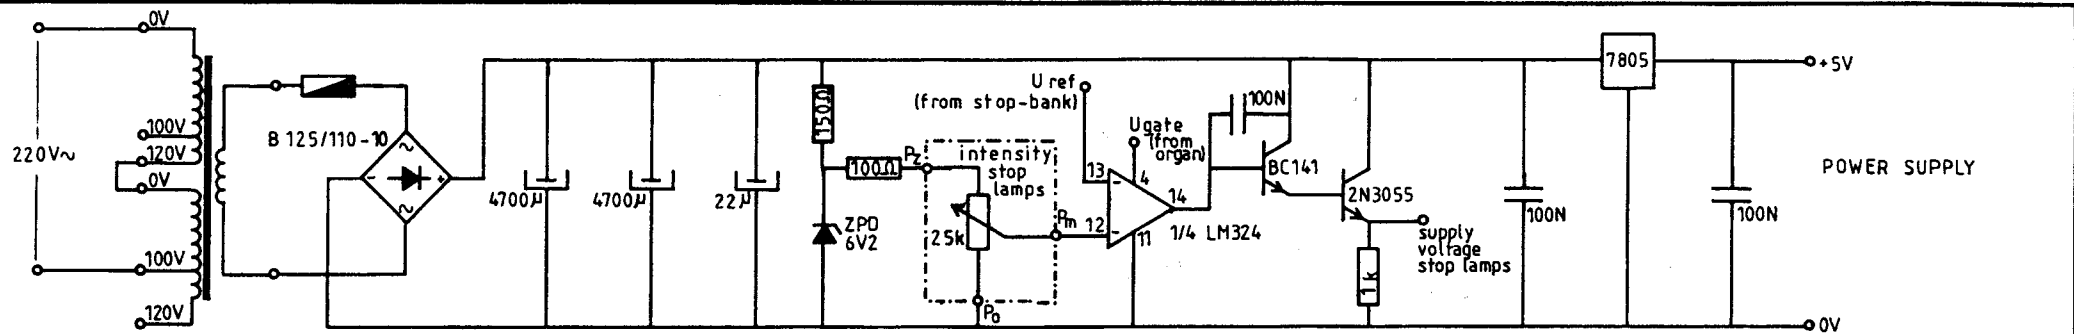 0V
220V~
100V
120V
0V
100V
120V
B 125/110-10
~
- +
~
4700µ
4700µ
22µ
150Ω
100Ω
ZPD
6V2
Pz
intensity
stop
lamps
25k
Pm
Po
U ref
(from stop-bank)
Ugate
(from
organ)
13
-
4
14
12
-
11
1/4 LM324
100N
BC141
2N3055
supply
voltage
stop lamps
1k
100N
7805
100N
+5V
POWER SUPPLY
0V